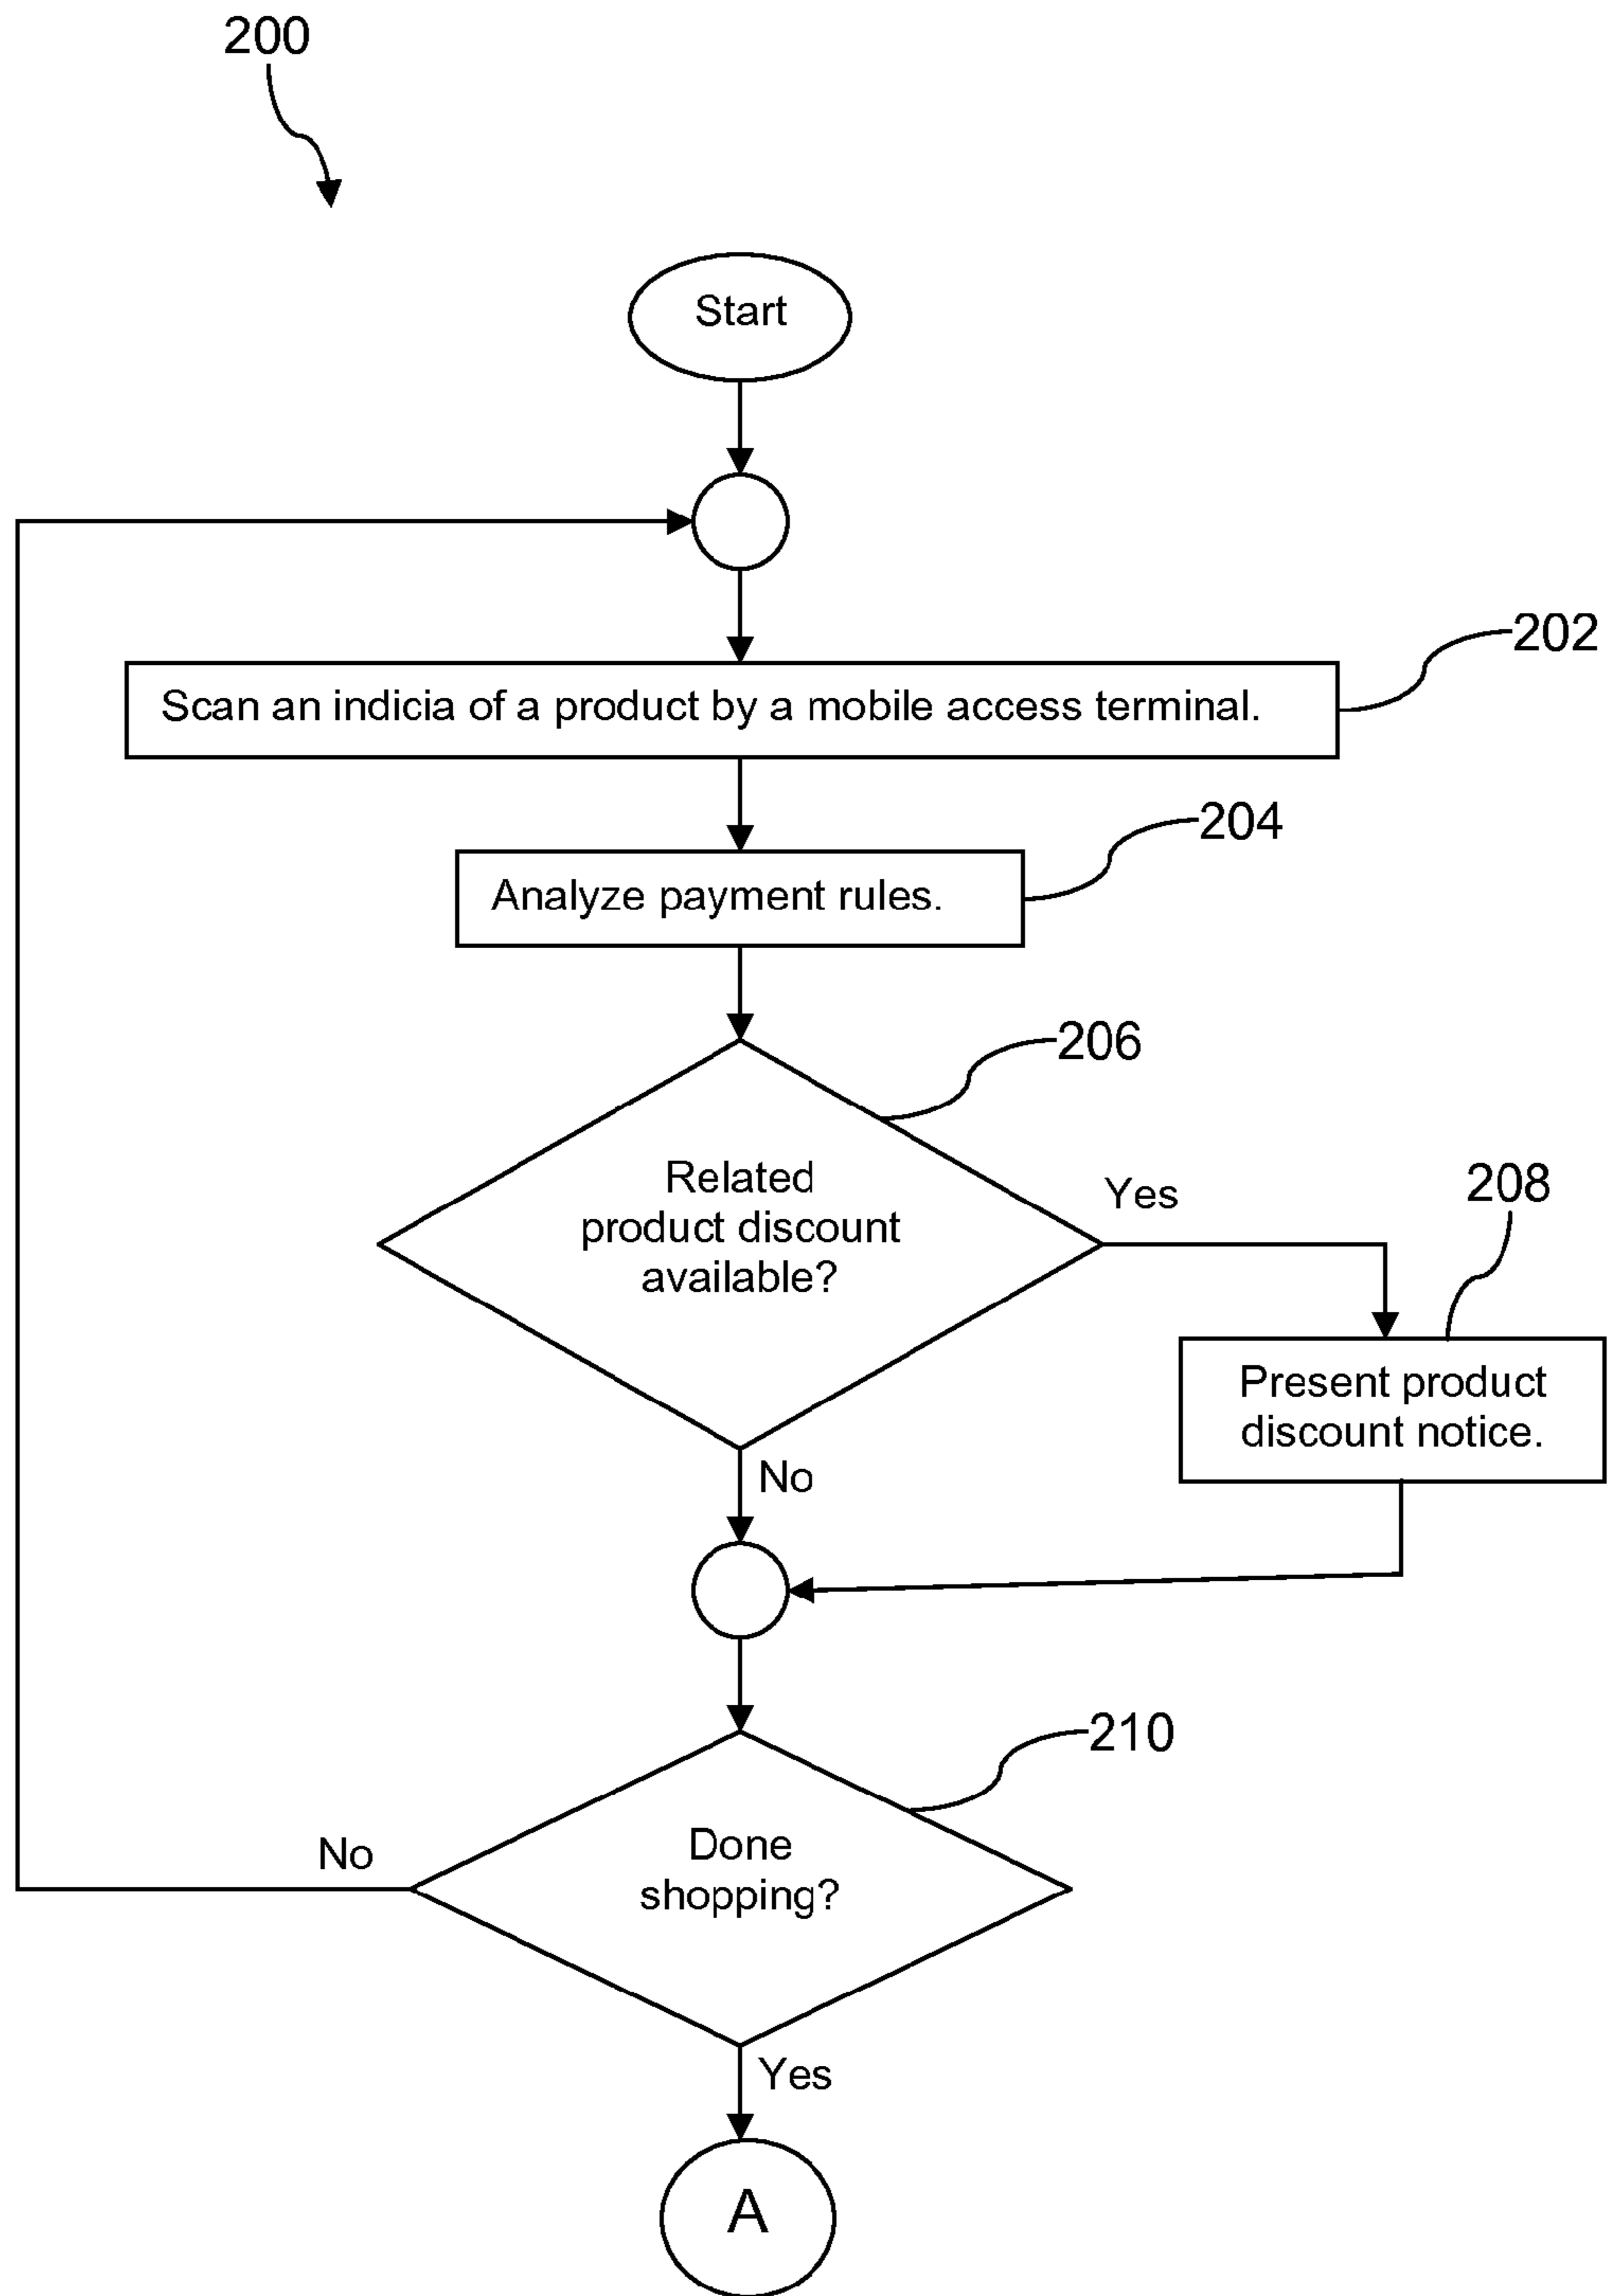 200
Start
202
Scan an indicia of a product by a mobile access terminal.
204
Analyze payment rules.
206
Related
product discount
available?
Yes
208
Present product
discount notice.
No
210
Done
shopping?
No
Yes
A